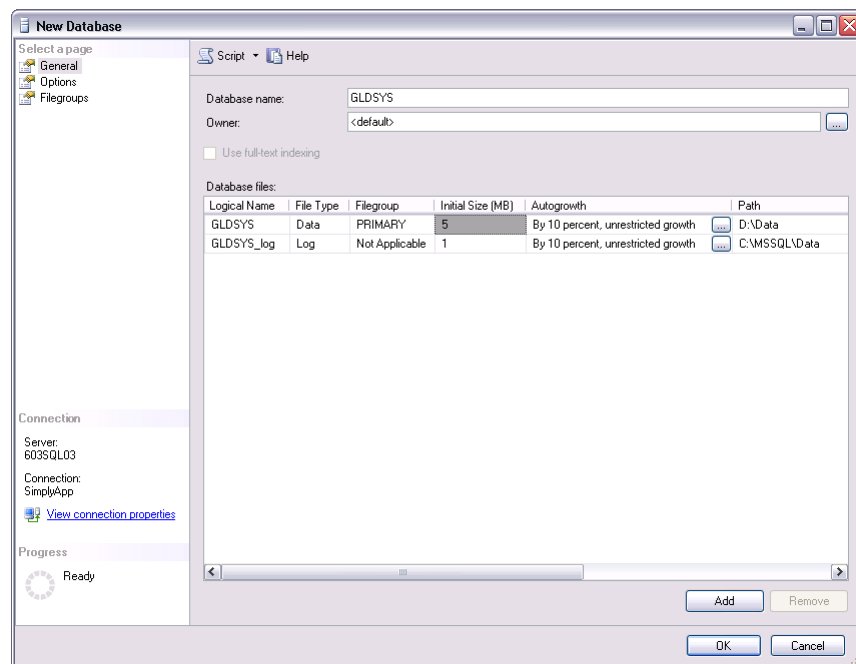 New Database
Select a page
General
Options
Filegroups
Script Help
Database name: GLDSYS
Owner: <default> ...
Use full-text indexing
Database files:
Logical Name File Type Filegroup Initial Size (MB) Autogrowth Path
GLDSYS Data PRIMARY 5 By 10 percent, unrestricted growth ... D:\Data
GLDSYS_log Log Not Applicable 1 By 10 percent, unrestricted growth ... C:\MSSQL\Data
Connection
Server:
603SQL03
Connection:
SimplyApp
View connection properties
Progress
Ready
Add Remove
OK Cancel